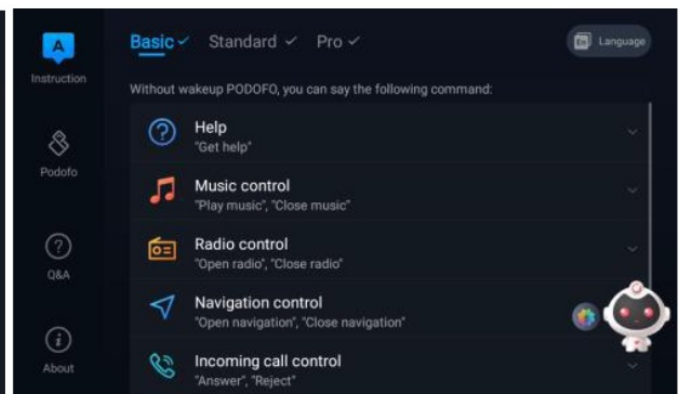 A
Instruction
Podofo
Q&A
About
Basic Standard Pro
En Language
Without wakeup PODOFO, you can say the following command:
Help
"Get help"
Music control
"Play music", "Close music"
Radio control
"Open radio", "Close radio"
Navigation control
"Open navigation", "Close navigation"
Incoming call control
"Answer", "Reject"